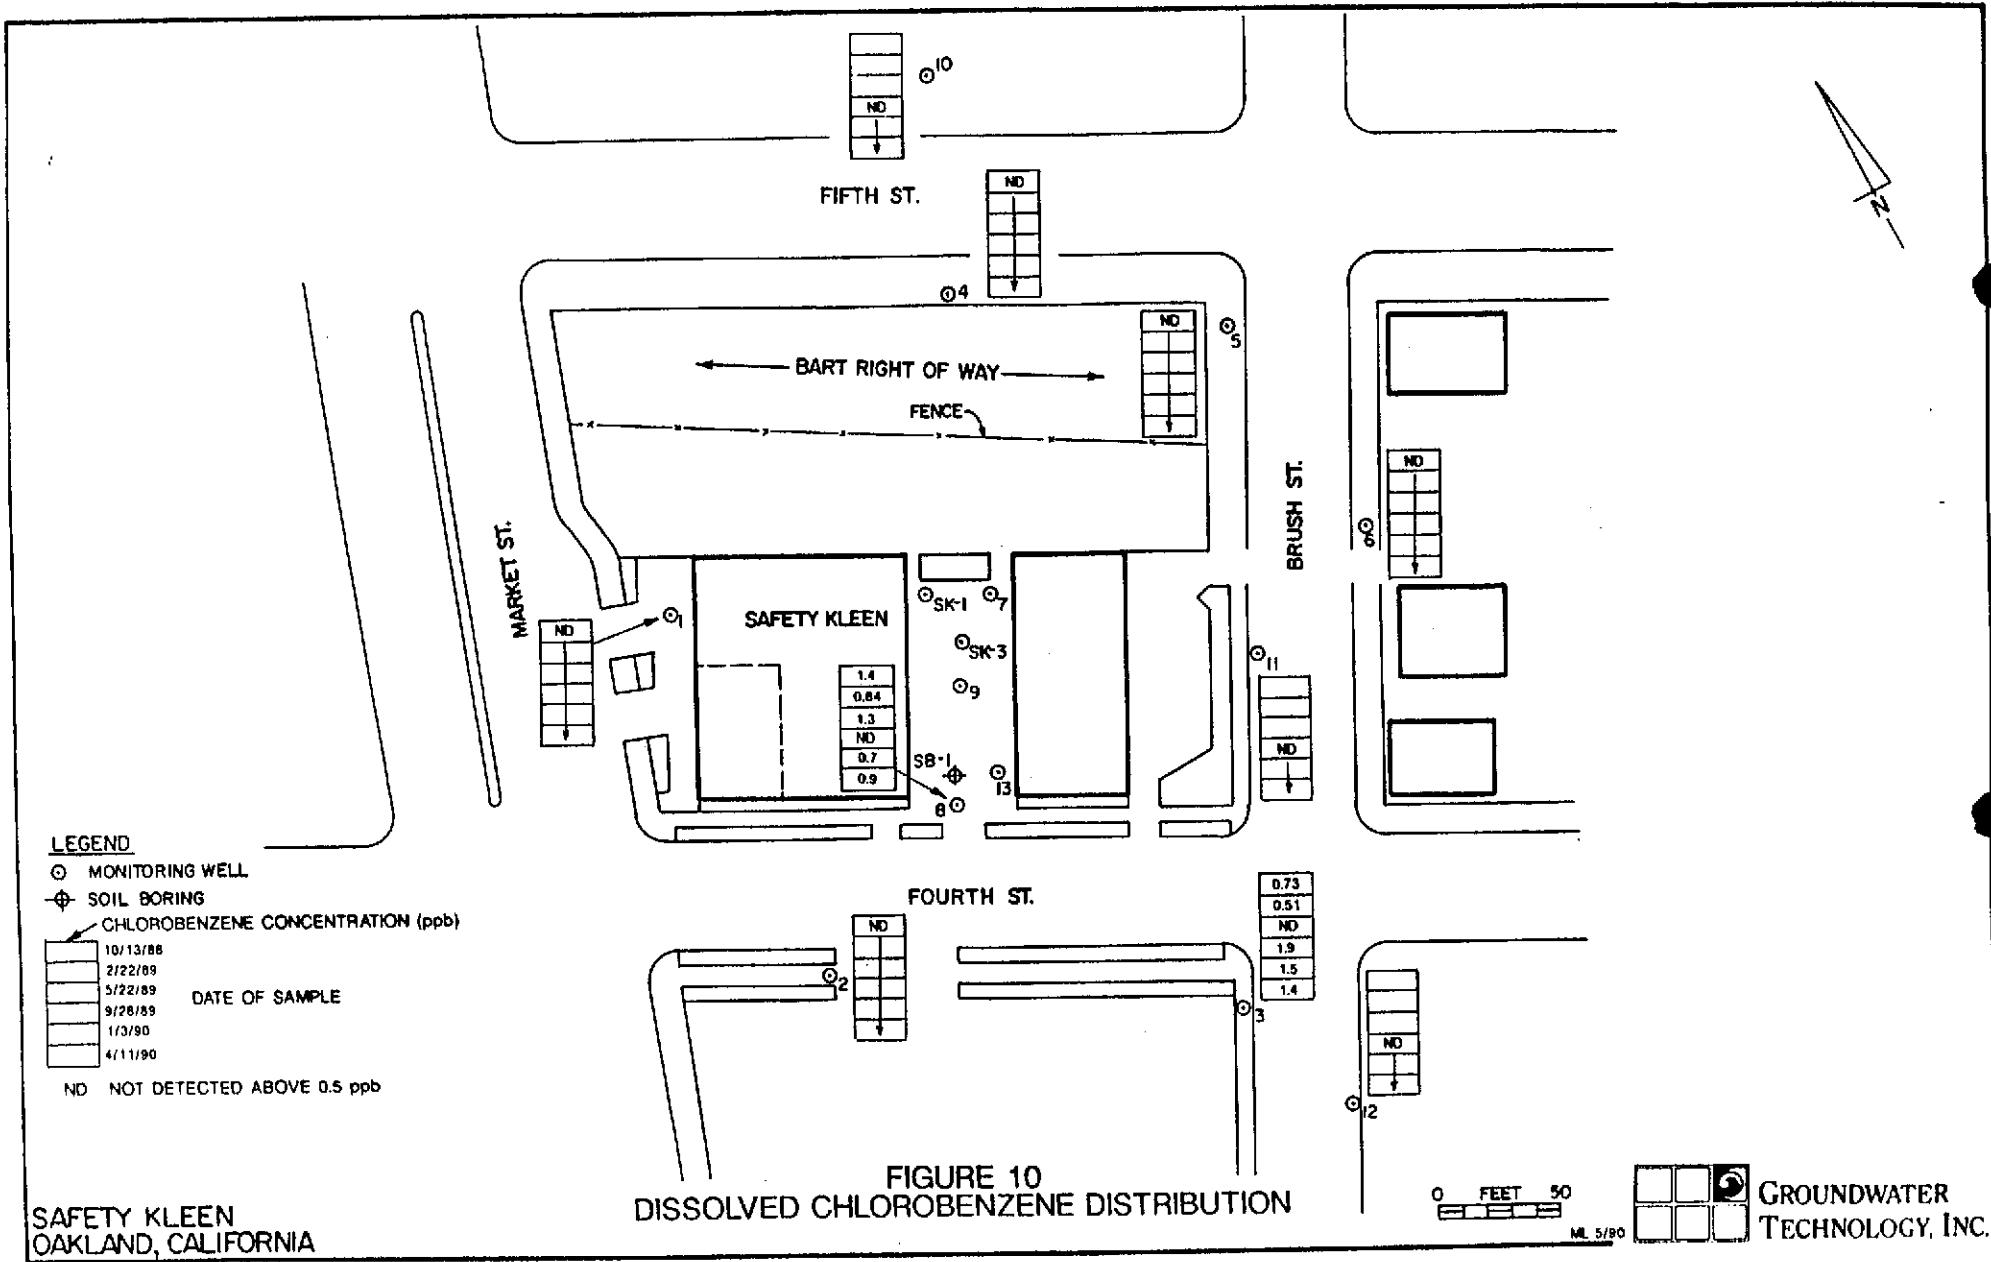 10
ND
FIFTH ST.
ND
4
ND
5
BART RIGHT OF WAY
FENCE
ND
6
BRUSH ST.
MARKET ST.
ND
1
SAFETY KLEEN
SK-1
7
SK-3
9
1.4
0.84
1.3
ND
0.7
0.9
SB-1
8
13
11
ND
LEGEND
MONITORING WELL
SOIL BORING
CHLOROBENZENE CONCENTRATION (ppb)
10/13/88
2/22/89
5/22/89
9/28/89
1/3/90
4/11/90
DATE OF SAMPLE
ND NOT DETECTED ABOVE 0.5 ppb
FOURTH ST.
ND
2
0.73
0.51
ND
1.9
1.5
1.4
3
ND
12
N
FIGURE 10
DISSOLVED CHLOROBENZENE DISTRIBUTION
SAFETY KLEEN
OAKLAND, CALIFORNIA
0 FEET 50
ML 5/90
GROUNDWATER
TECHNOLOGY, INC.